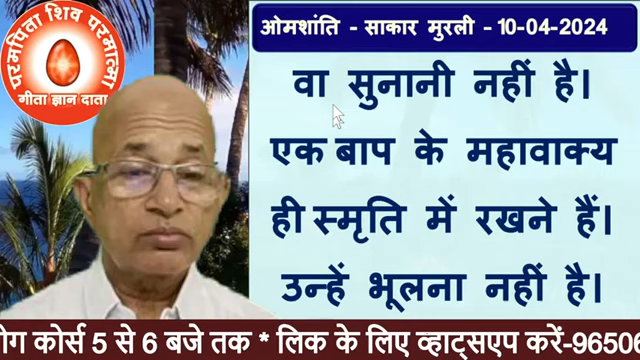 परमपिता शिव परमात्मा
गीता ज्ञान दाता
ओमशांति - साकार मुरली - 10-04-2024
वा सुनानी नहीं है।
एक बाप के महावाक्य
ही स्मृति में रखने हैं।
उन्हें भूलना नहीं है।
योग कोर्स 5 से 6 बजे तक * लिक के लिए व्हाट्सएप करें-96506